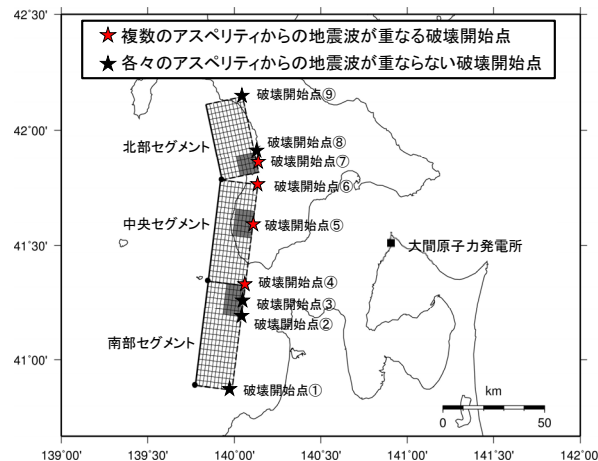 42°30'
★ 複数のアスペリティからの地震波が重なる破壊開始点
★ 各々のアスペリティからの地震波が重ならない破壊開始点
破壊開始点⑨
42°00'
破壊開始点⑧
北部セグメント
破壊開始点⑦
破壊開始点⑥
中央セグメント
破壊開始点⑤
41°30'
大間原子力発電所
破壊開始点④
破壊開始点③
破壊開始点②
南部セグメント
41°00'
破壊開始点①
km
0 50
139°00' 139°30' 140°00' 140°30' 141°00' 141°30' 142°00'